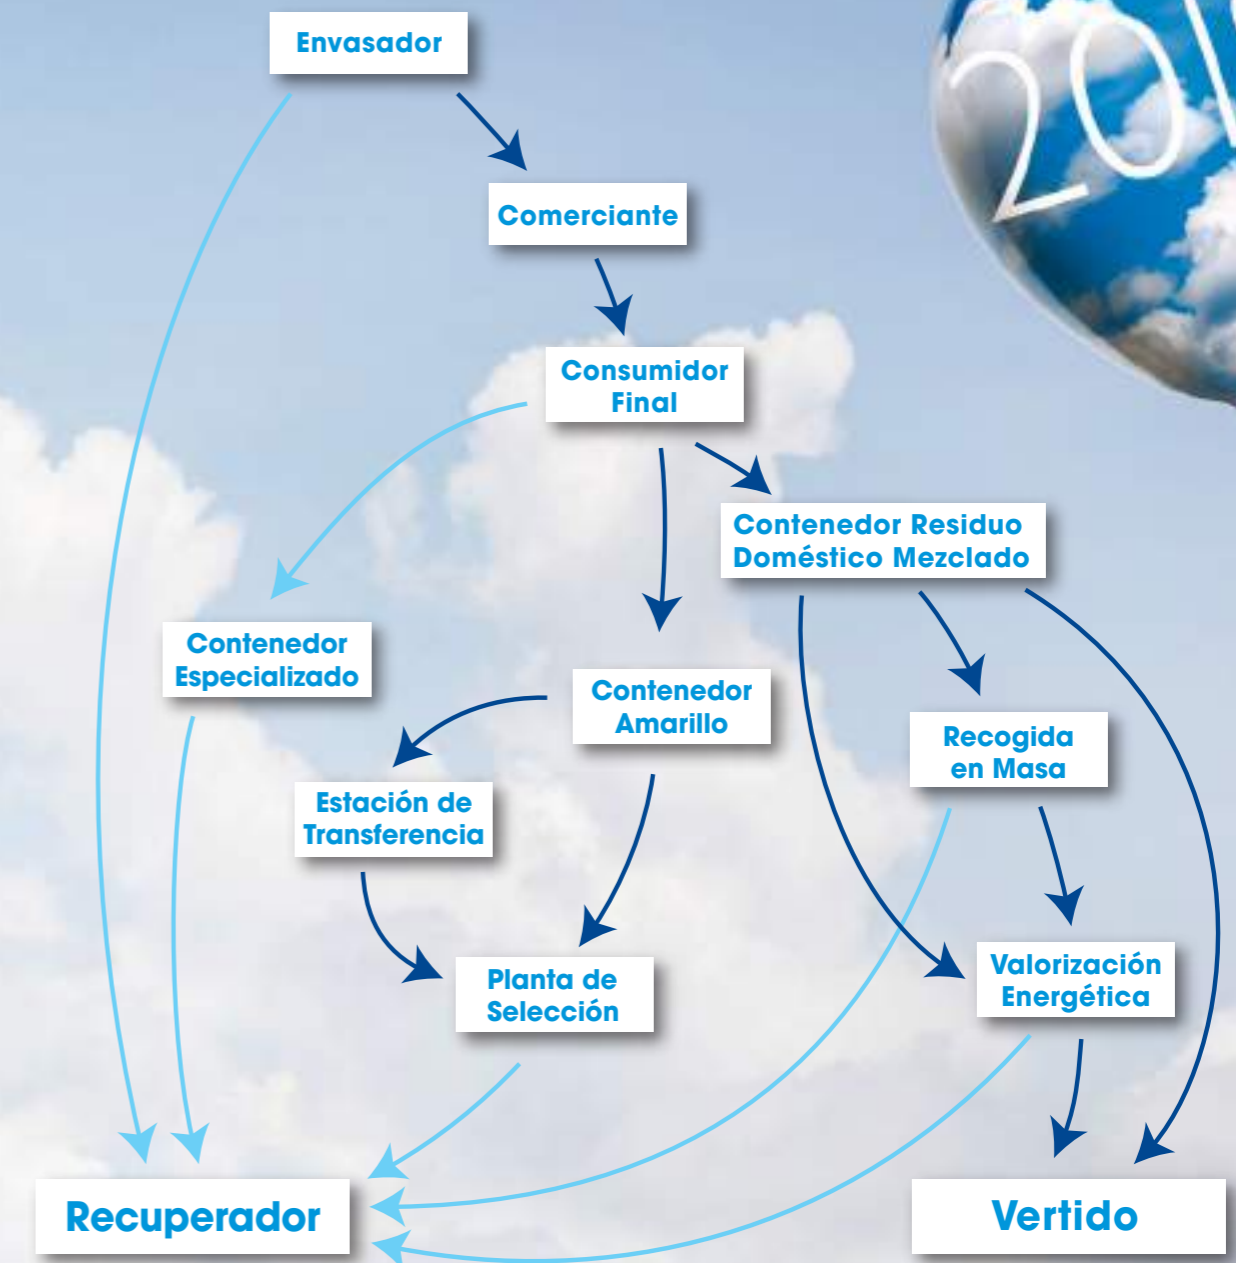 Envasador
201
Comerciante
Consumidor
Final
Contenedor Residuo
Doméstico Mezclado
Contenedor
Especializado
Contenedor
Amarillo
Recogida
en Masa
Estación de
Transferencia
Planta de
Selección
Valorización
Energética
Recuperador
Vertido